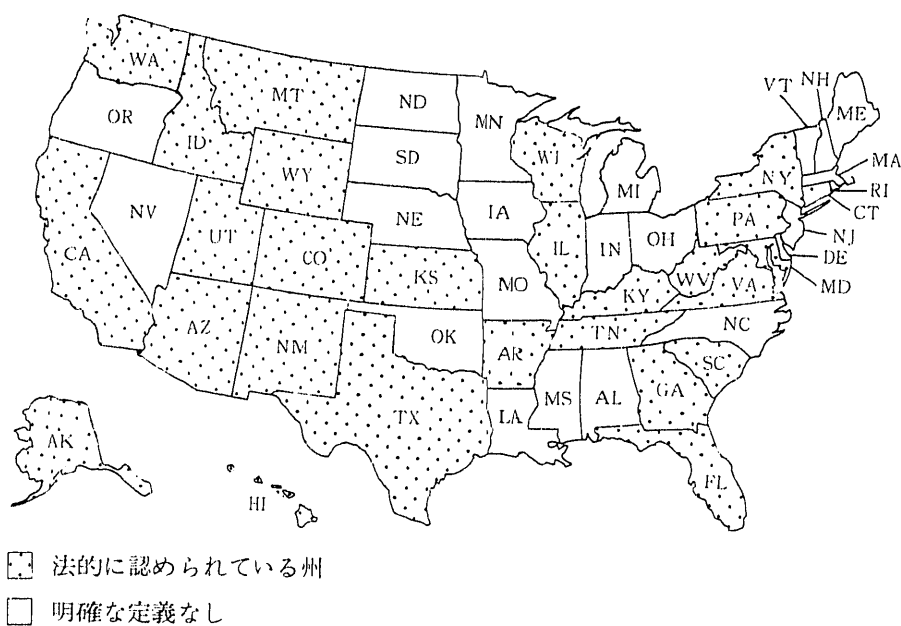 WA
MT
ND
MN
VT
NH
ME
OR
ID
SD
WI
NY
MA
WY
MI
RI
CT
NV
NE
IA
PA
NJ
UT
CO
IL
IN
OH
DE
CA
KS
MO
WV
VA
MD
KY
AZ
NM
OK
AR
TN
NC
SC
TX
LA
MS
AL
GA
AK
HI
FL
法的に認められている州
明確な定義なし